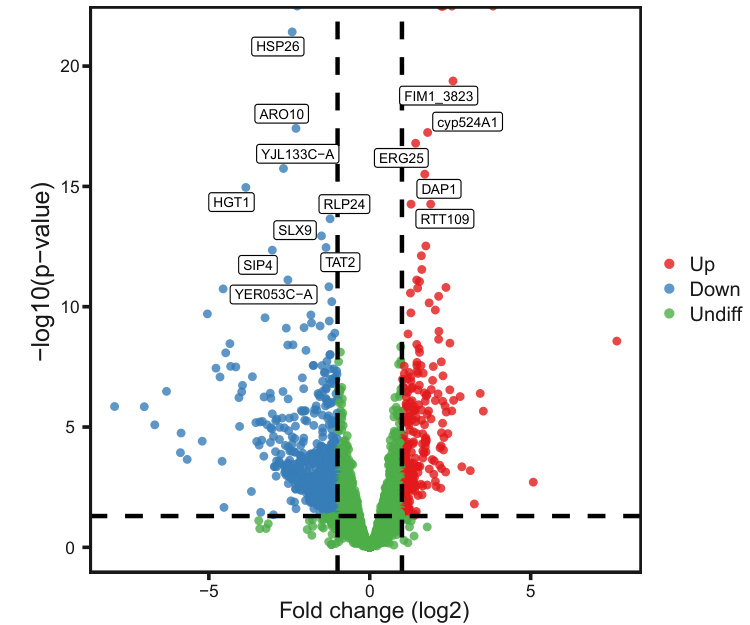 HSP26
20
FIM1_3823
ARO10
cyp524A1
YJL133C−A
ERG25
15
DAP1
HGT1
RLP24
RTT109
SLX9
SIP4
TAT2
YER053C−A
10
5
0
−log10(p−value)
−5
0
5
Fold change (log2)
Up
Down
Undiff